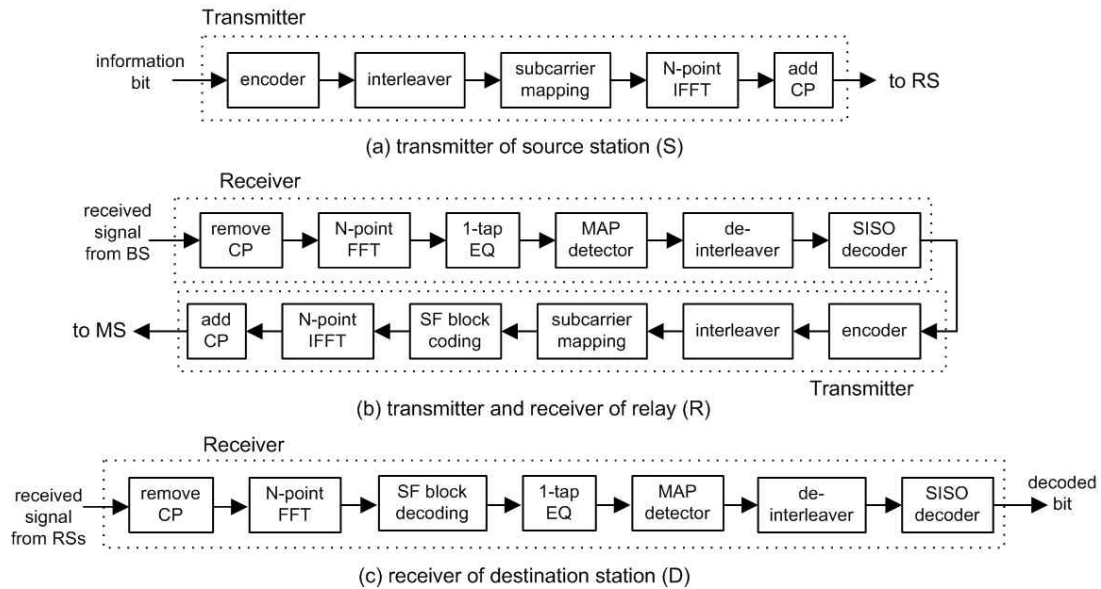 Transmitter
information
bit
encoder
interleaver
subcarrier
mapping
N-point
IFFT
add
CP
to RS
(a) transmitter of source station (S)
Receiver
received
signal
from BS
remove
CP
N-point
FFT
1-tap
EQ
MAP
detector
de-
interleaver
SISO
decoder
to MS
add
CP
N-point
IFFT
SF block
coding
subcarrier
mapping
interleaver
encoder
Transmitter
(b) transmitter and receiver of relay (R)
Receiver
received
signal
from RSs
remove
CP
N-point
FFT
SF block
decoding
1-tap
EQ
MAP
detector
de-
interleaver
SISO
decoder
decoded
bit
(c) receiver of destination station (D)